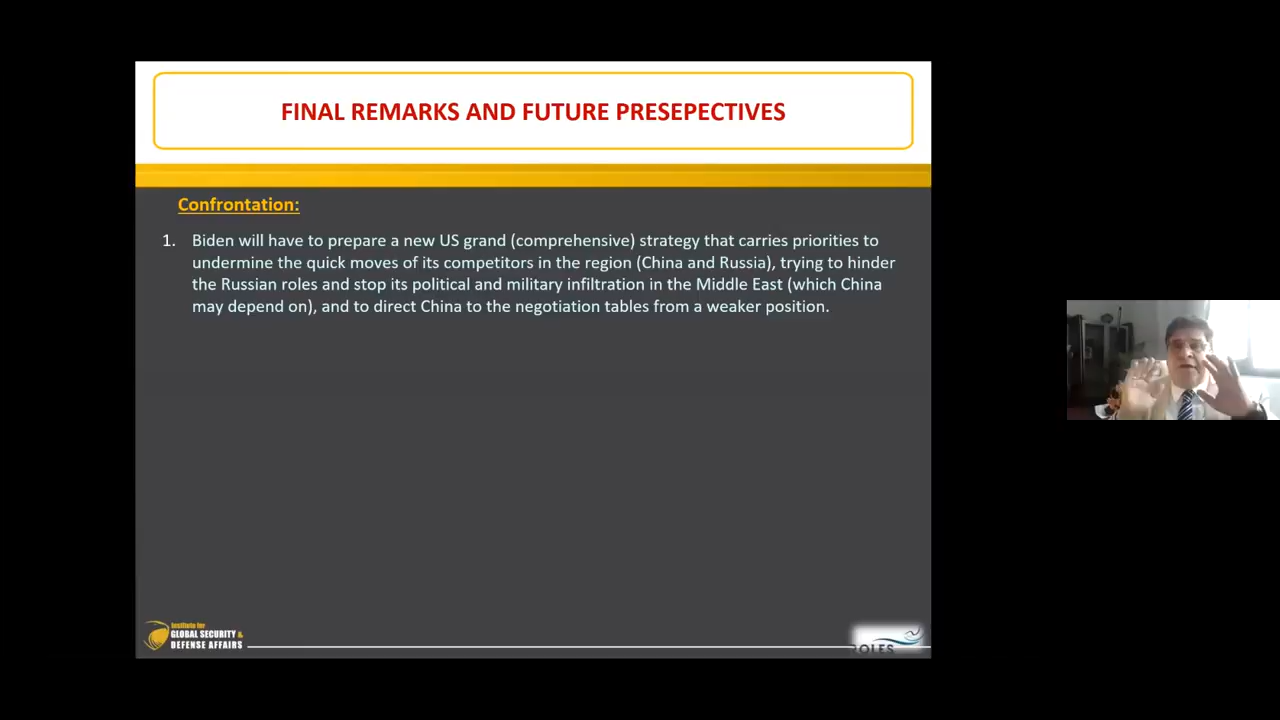 FINAL REMARKS AND FUTURE PRESEPECTIVES
Confrontation:
1. Biden will have to prepare a new US grand (comprehensive) strategy that carries priorities to
undermine the quick moves of its competitors in the region (China and Russia), trying to hinder
the Russian roles and stop its political and military infiltration in the Middle East (which China
may depend on), and to direct China to the negotiation tables from a weaker position.
Institute for
GLOBAL SECURITY &
DEFENSE AFFAIRS